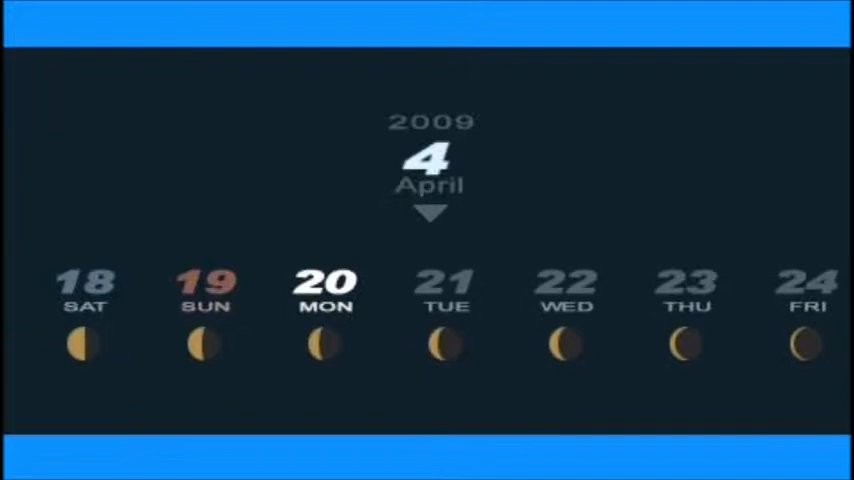 2009
4
April
18 19 20 21 22 23 24
SAT SUN MON TUE WED THU FRI